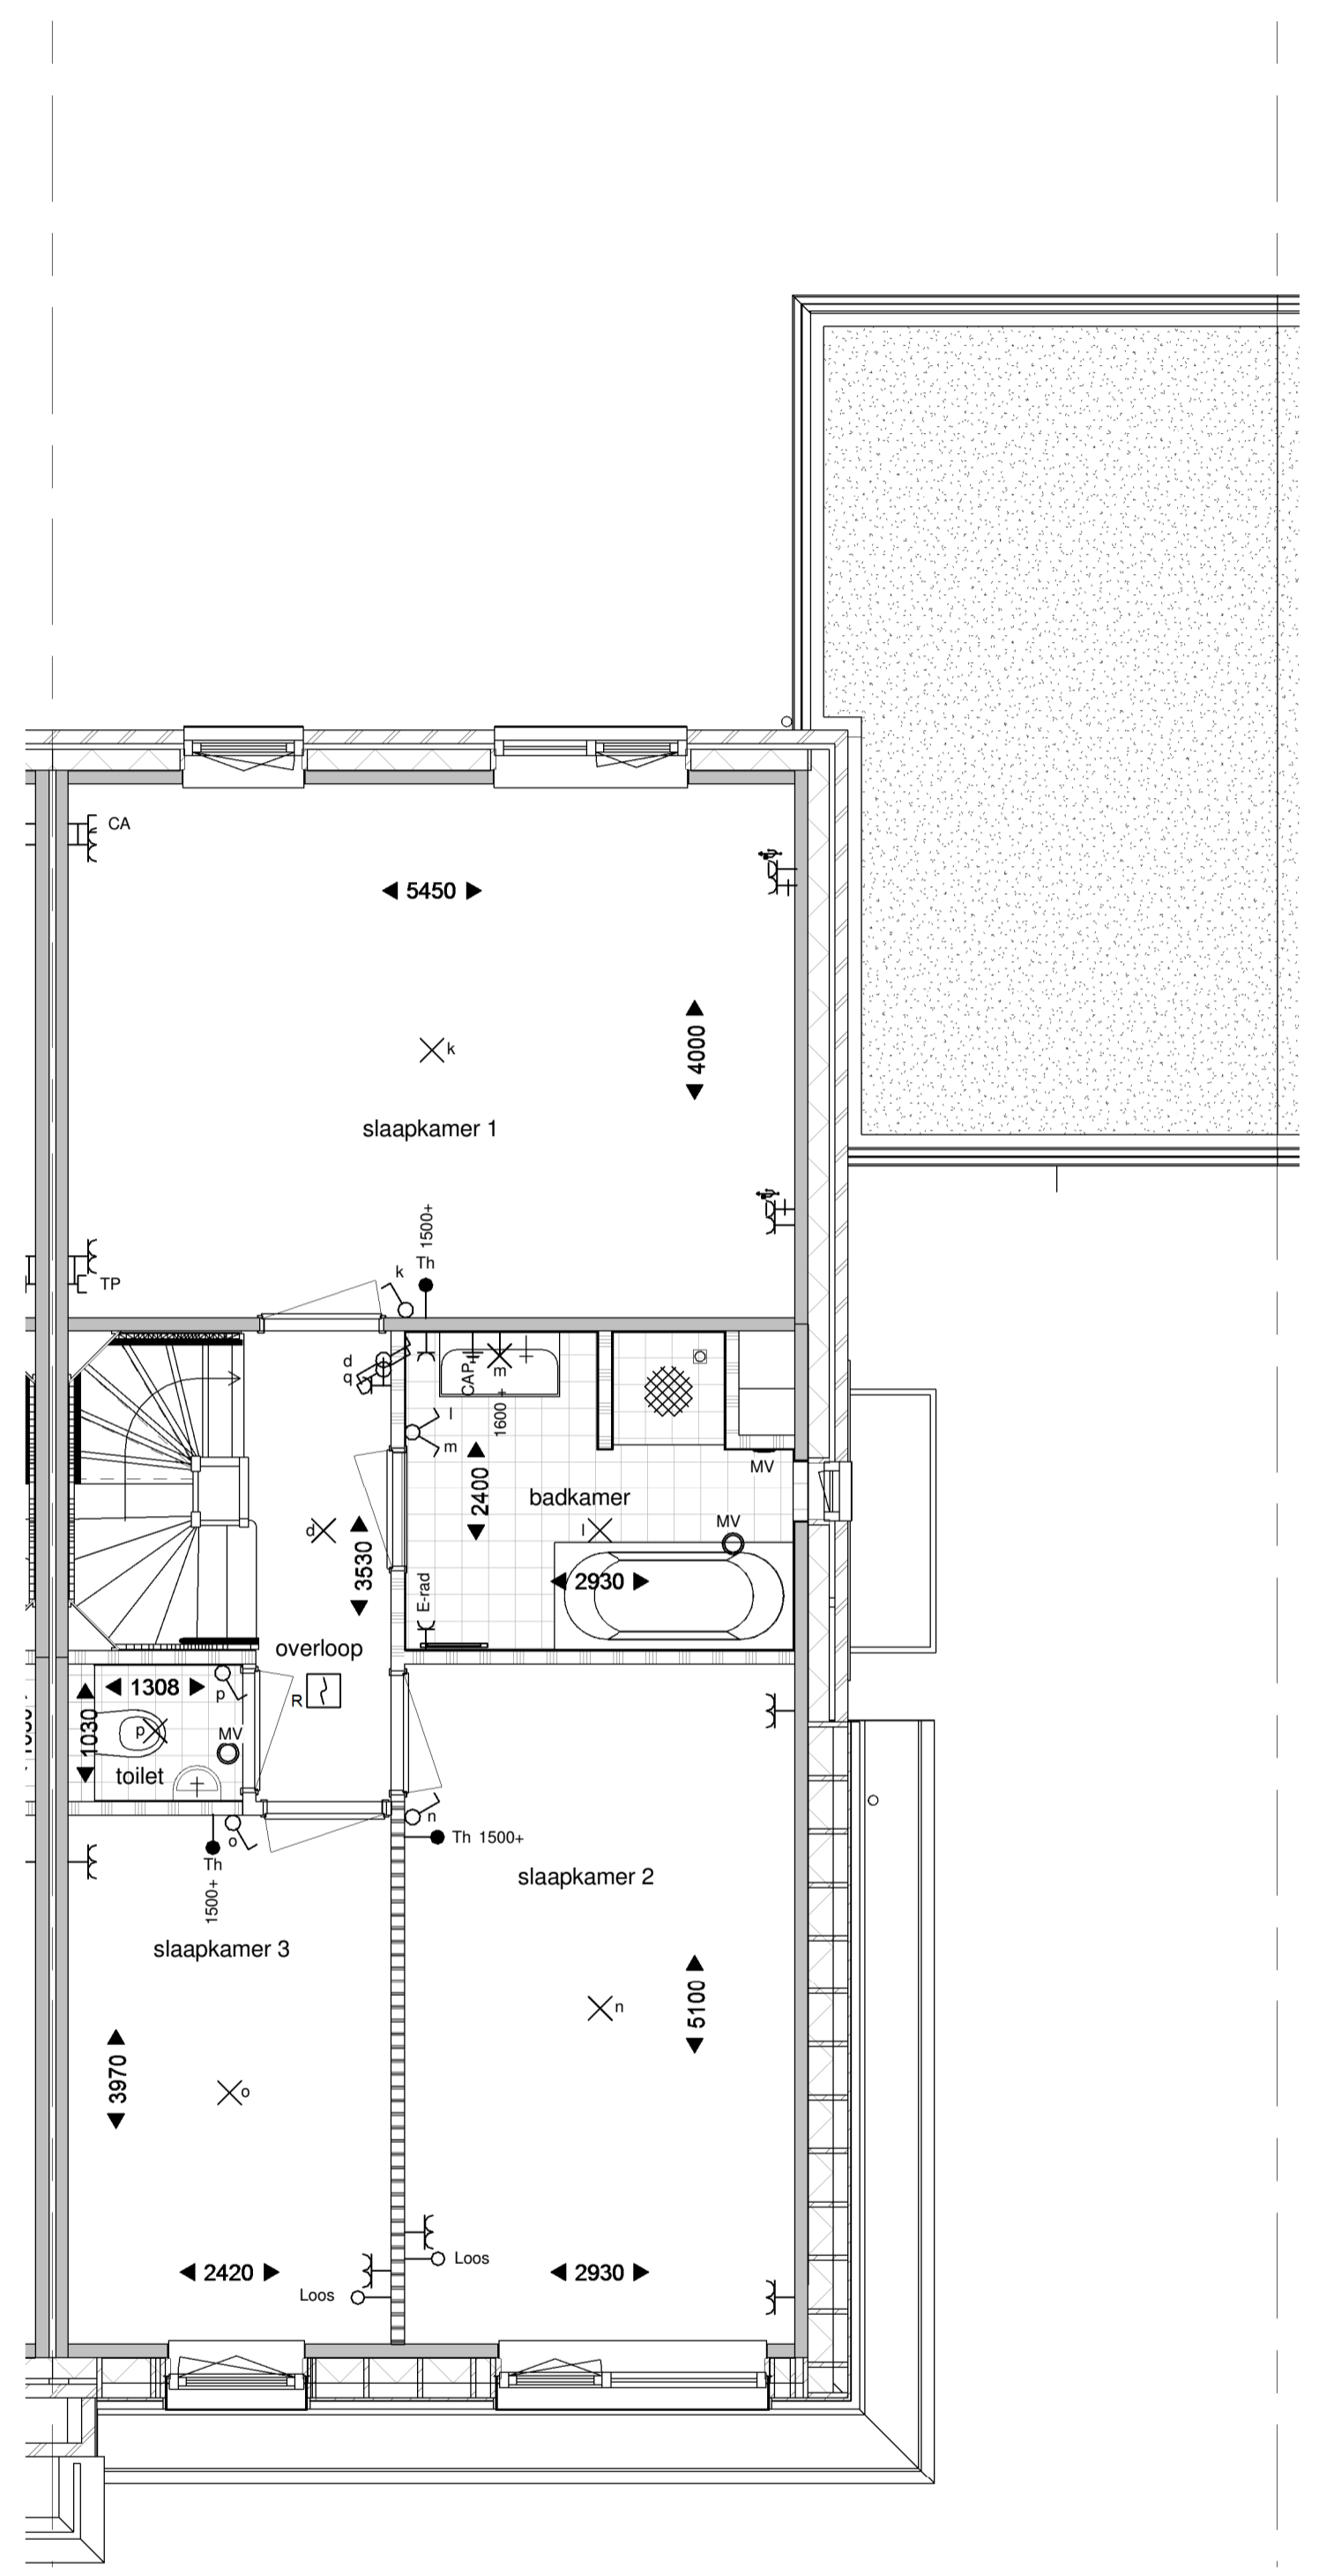 CA
5450
4000
k
slaapkamer 1
1500+
Th
k
TP
d
q
CAP.
m
1600 +
l
m
2400
MV
badkamer
MV
d
l
3530
2930
E-rad
overloop
1308
p
R
1030
p
MV
toilet
n
o
Th 1500+
Th
1500+
slaapkamer 2
slaapkamer 3
5100
n
3970
o
Loos
2420
2930
Loos